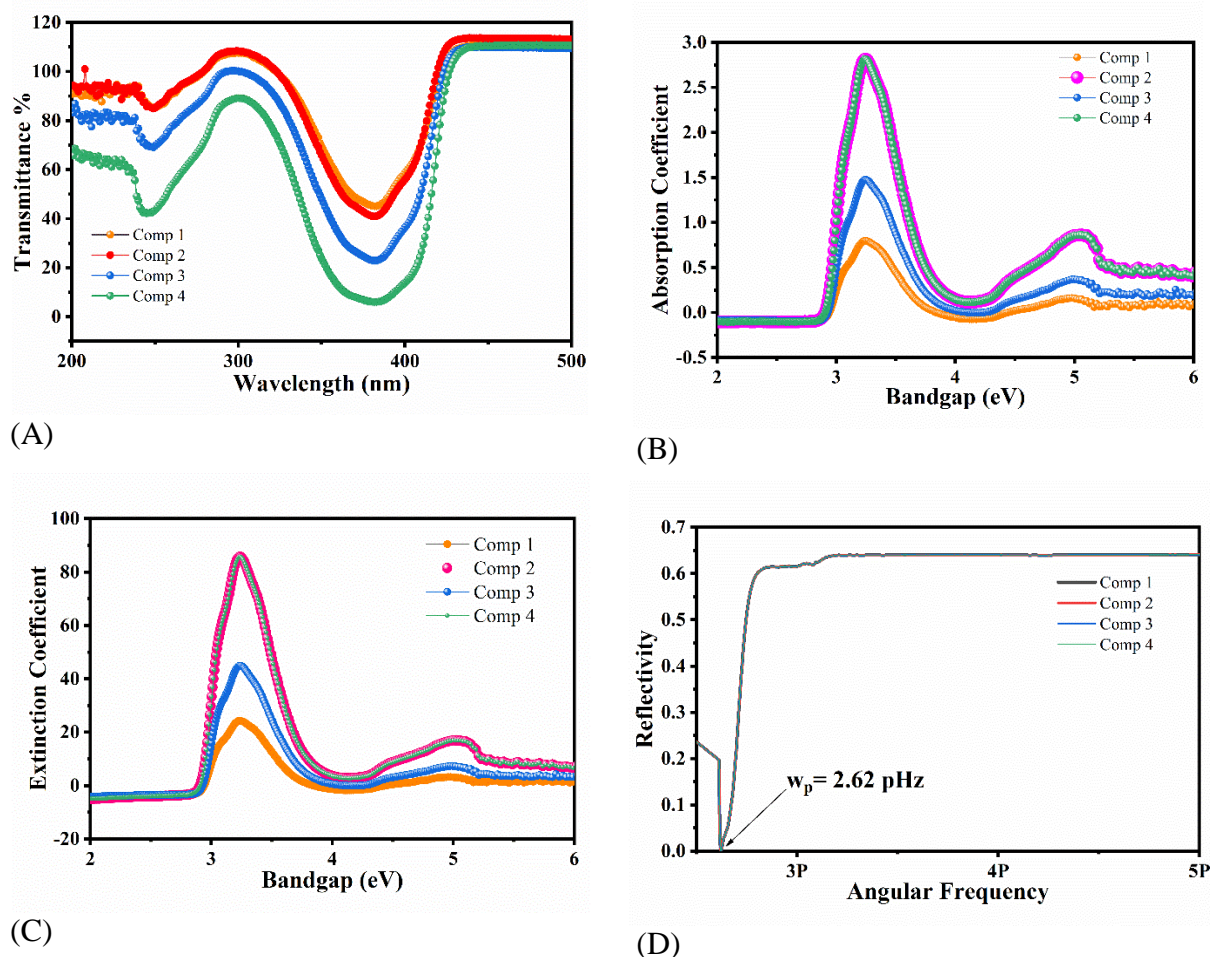 120
100
80
60
40
20
0
Transmittance %
Comp 1
Comp 2
Comp 3
Comp 4
200
300
400
500
Wavelength (nm)
(A)
3.0
2.5
2.0
1.5
1.0
0.5
0.0
-0.5
Absorption Coefficient
Comp 1
Comp 2
Comp 3
Comp 4
2
3
4
5
6
Bandgap (eV)
(B)
100
80
60
40
20
0
-20
Extinction Coefficient
Comp 1
Comp 2
Comp 3
Comp 4
2
3
4
5
6
Bandgap (eV)
(C)
0.7
0.6
0.5
0.4
0.3
0.2
0.1
0.0
Reflectivity
Comp 1
Comp 2
Comp 3
Comp 4
wp= 2.62 pHz
3P
4P
5P
Angular Frequency
(D)